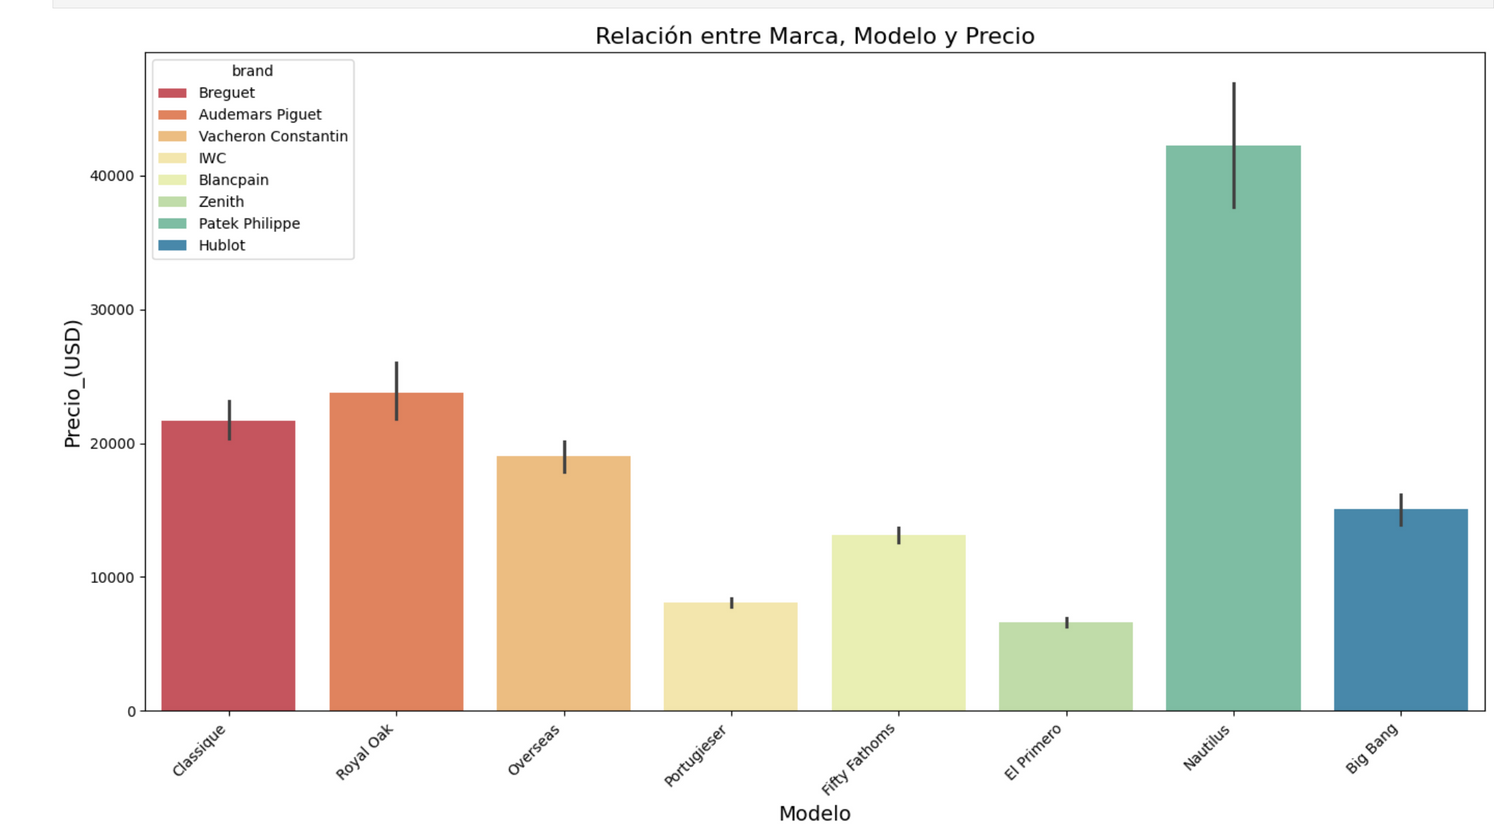 Relación entre Marca, Modelo y Precio
brand
Breguet
Audemars Piguet
Vacheron Constantin
IWC
Blancpain
Zenith
Patek Philippe
Hublot
Precio_(USD)
40000
30000
20000
10000
0
Classique
Royal Oak
Overseas
Portugieser
Fifty Fathoms
El Primero
Nautilus
Big Bang
Modelo